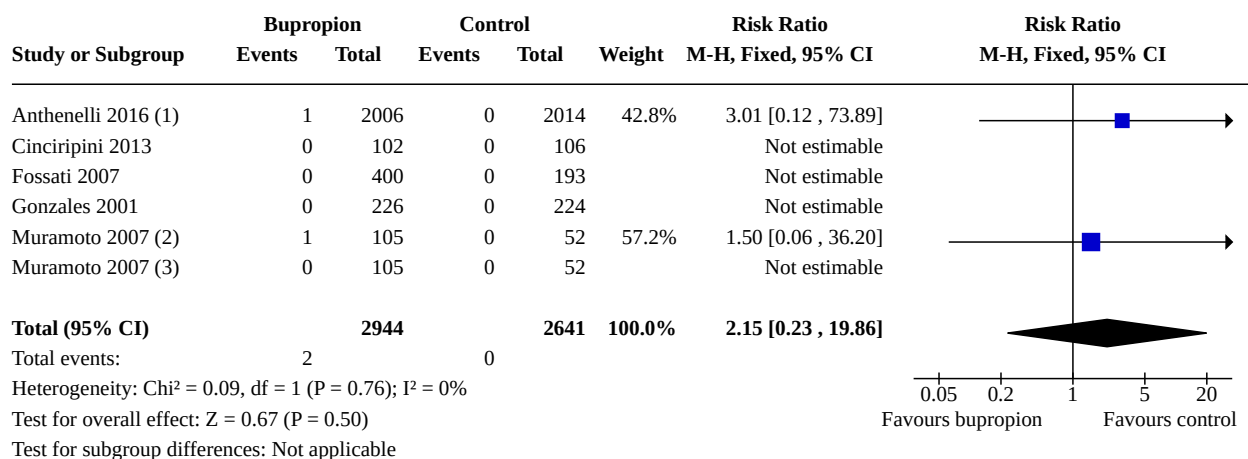 Bupropion Control Risk Ratio Risk Ratio
Study or Subgroup Events Total Events Total Weight M-H, Fixed, 95% CI M-H, Fixed, 95% CI
Anthenelli 2016 (1) 1 2006 0 2014 42.8% 3.01 [0.12 , 73.89]
Cinciripini 2013 0 102 0 106 Not estimable
Fossati 2007 0 400 0 193 Not estimable
Gonzales 2001 0 226 0 224 Not estimable
Muramoto 2007 (2) 1 105 0 52 57.2% 1.50 [0.06 , 36.20]
Muramoto 2007 (3) 0 105 0 52 Not estimable
Total (95% CI) 2944 2641 100.0% 2.15 [0.23 , 19.86]
Total events: 2 0
Heterogeneity: Chi² = 0.09, df = 1 (P = 0.76); I² = 0%
0.05 0.2 1 5 20
Test for overall effect: Z = 0.67 (P = 0.50)
Favours bupropion Favours control
Test for subgroup differences: Not applicable